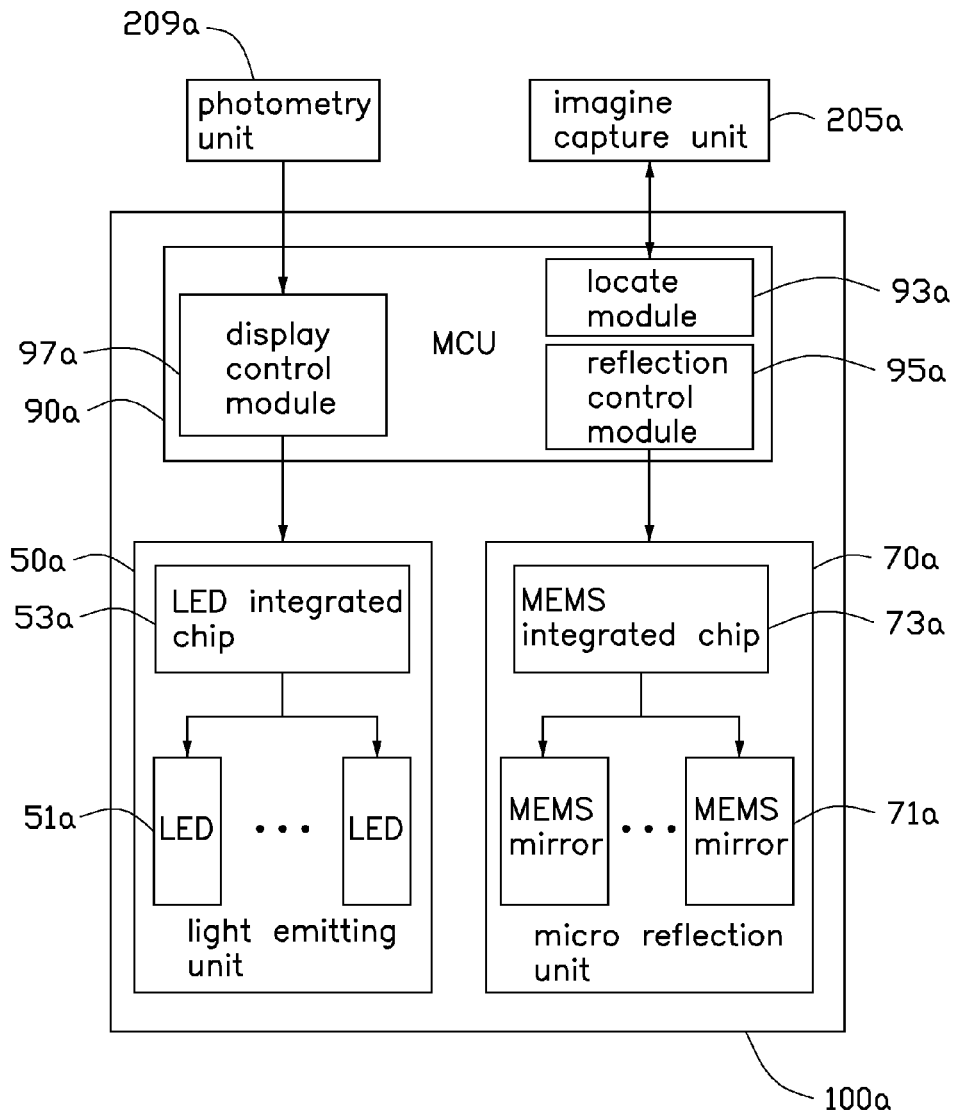 209a
photometry
unit
imagine
capture unit
205a
locate
module
93a
display
control
module
97a
MCU
reflection
control
module
95a
90a
50a
LED integrated
chip
53a
70a
MEMS
integrated chip
73a
51a
LED
...
LED
MEMS
mirror
...
MEMS
mirror
71a
light emitting
unit
micro reflection
unit
100a